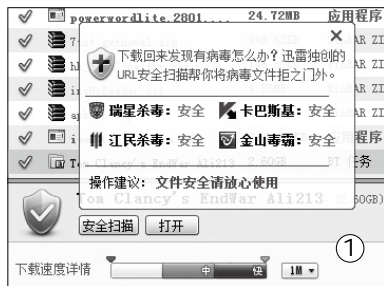 powerwordlite.2801.... 24.72MB 应用程序
下载回来发现有病毒怎么办？迅雷独创的
URL安全扫描帮你将病毒文件拒之门外。
瑞星杀毒：安全 卡巴斯基：安全
江民杀毒：安全 金山毒霸：安全
程序
Tom Clancy's EndWar Ali213 2.60GB BT 任务
操作建议：文件安全请放心使用
Tom Clancy's EndWar Ali213
安全扫描 打开
①
下载速度详情 中 快 1M